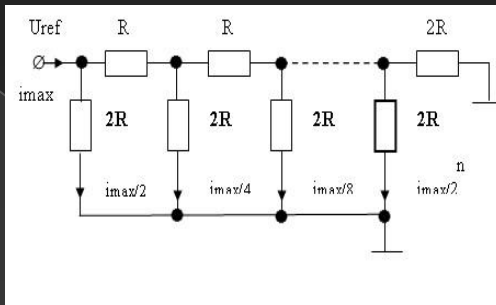 Uref R R 2R
imax
2R 2R 2R 2R
n
imax/2 imax/4 imax/8 imax/2